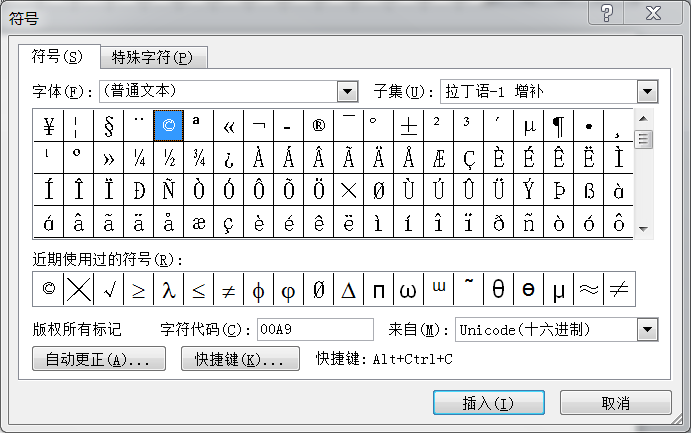 符号
符号(S) 特殊字符(P)
字体(F): (普通文本) 子集(U): 拉丁语-1 增补
¥ ¦ § ¨ © ª « ¬ - ® ¯ ° ± ² ³ ´ µ ¶ • ¸
¹ º » ¼ ½ ¾ ¿ À Á Â Ã Ä Å Æ Ç È É Ê Ë Ì
Í Î Ï Ð Ñ Ò Ó Ô Õ Ö × Ø Ù Ú Û Ü Ý Þ ß à
á â ã ä å æ ç è é ê ë ì í î ï ð ñ ò ó ô
近期使用过的符号(R):
© × √ ≥ λ ≤ ≠ ϕ φ Ø Δ п ω ˜ θ ɵ μ ≈ ≠
版权所有标记 字符代码(C): 00A9 来自(M): Unicode(十六进制)
自动更正(A)... 快捷键(K)... 快捷键: Alt+Ctrl+C
插入(I) 取消